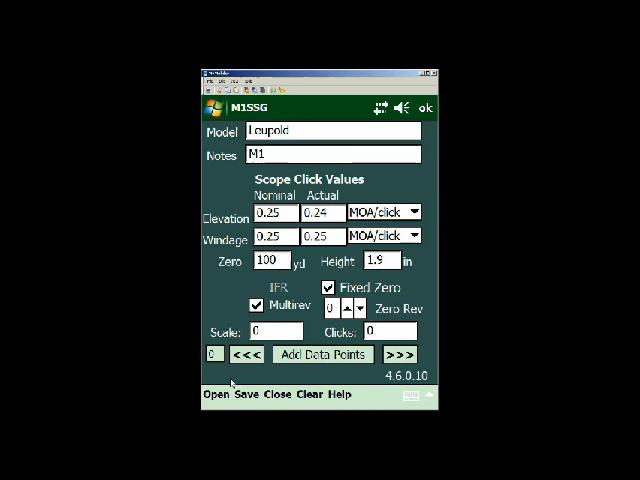 M1SSG ok
Model Leupold
Notes M1
Scope Click Values
Nominal Actual
Elevation 0.25 0.24 MOA/click
Windage 0.25 0.25 MOA/click
Zero 100 yd Height 1.9 in
IFR Fixed Zero
Multirev 0 Zero Rev
Scale: 0 Clicks: 0
0 <<< Add Data Points >>>
4.6.0.10
Open Save Close Clear Help